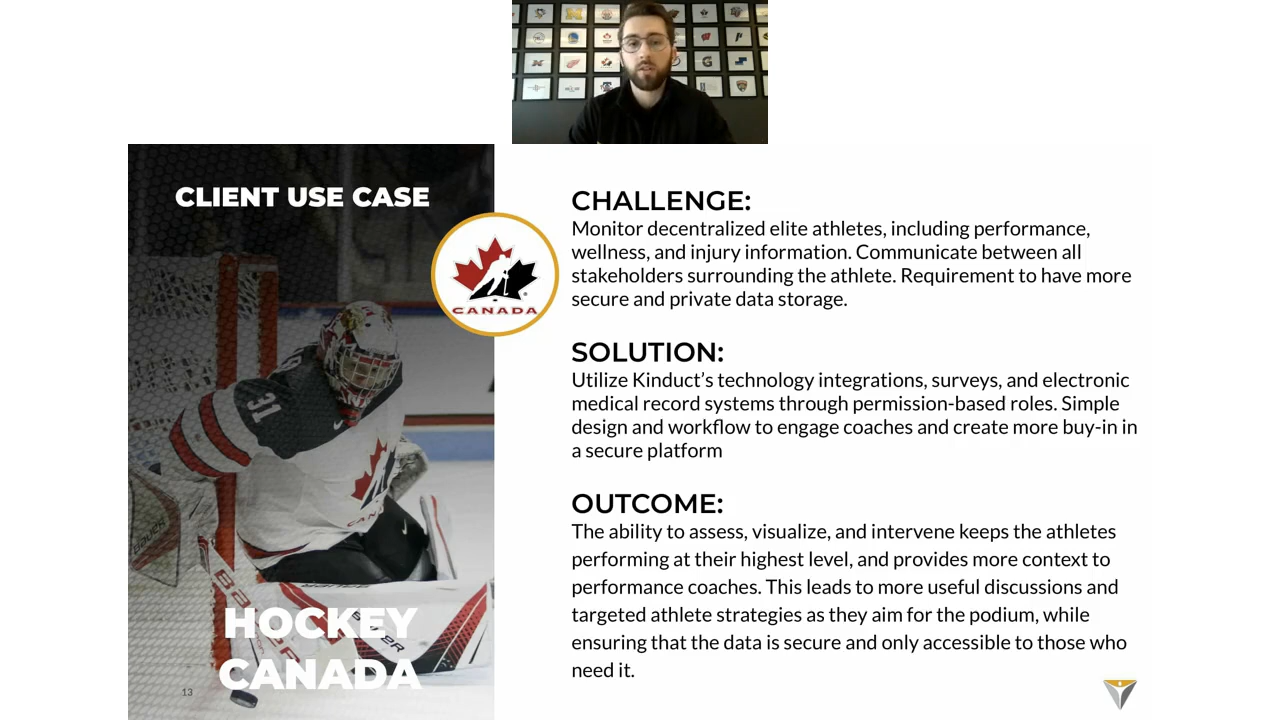 CLIENT USE CASE
CANADA
31
HOCKEY
CANADA
13
CHALLENGE:
Monitor decentralized elite athletes, including performance,
wellness, and injury information. Communicate between all
stakeholders surrounding the athlete. Requirement to have more
secure and private data storage.
SOLUTION:
Utilize Kinduct’s technology integrations, surveys, and electronic
medical record systems through permission-based roles. Simple
design and workflow to engage coaches and create more buy-in in
a secure platform
OUTCOME:
The ability to assess, visualize, and intervene keeps the athletes
performing at their highest level, and provides more context to
performance coaches. This leads to more useful discussions and
targeted athlete strategies as they aim for the podium, while
ensuring that the data is secure and only accessible to those who
need it.